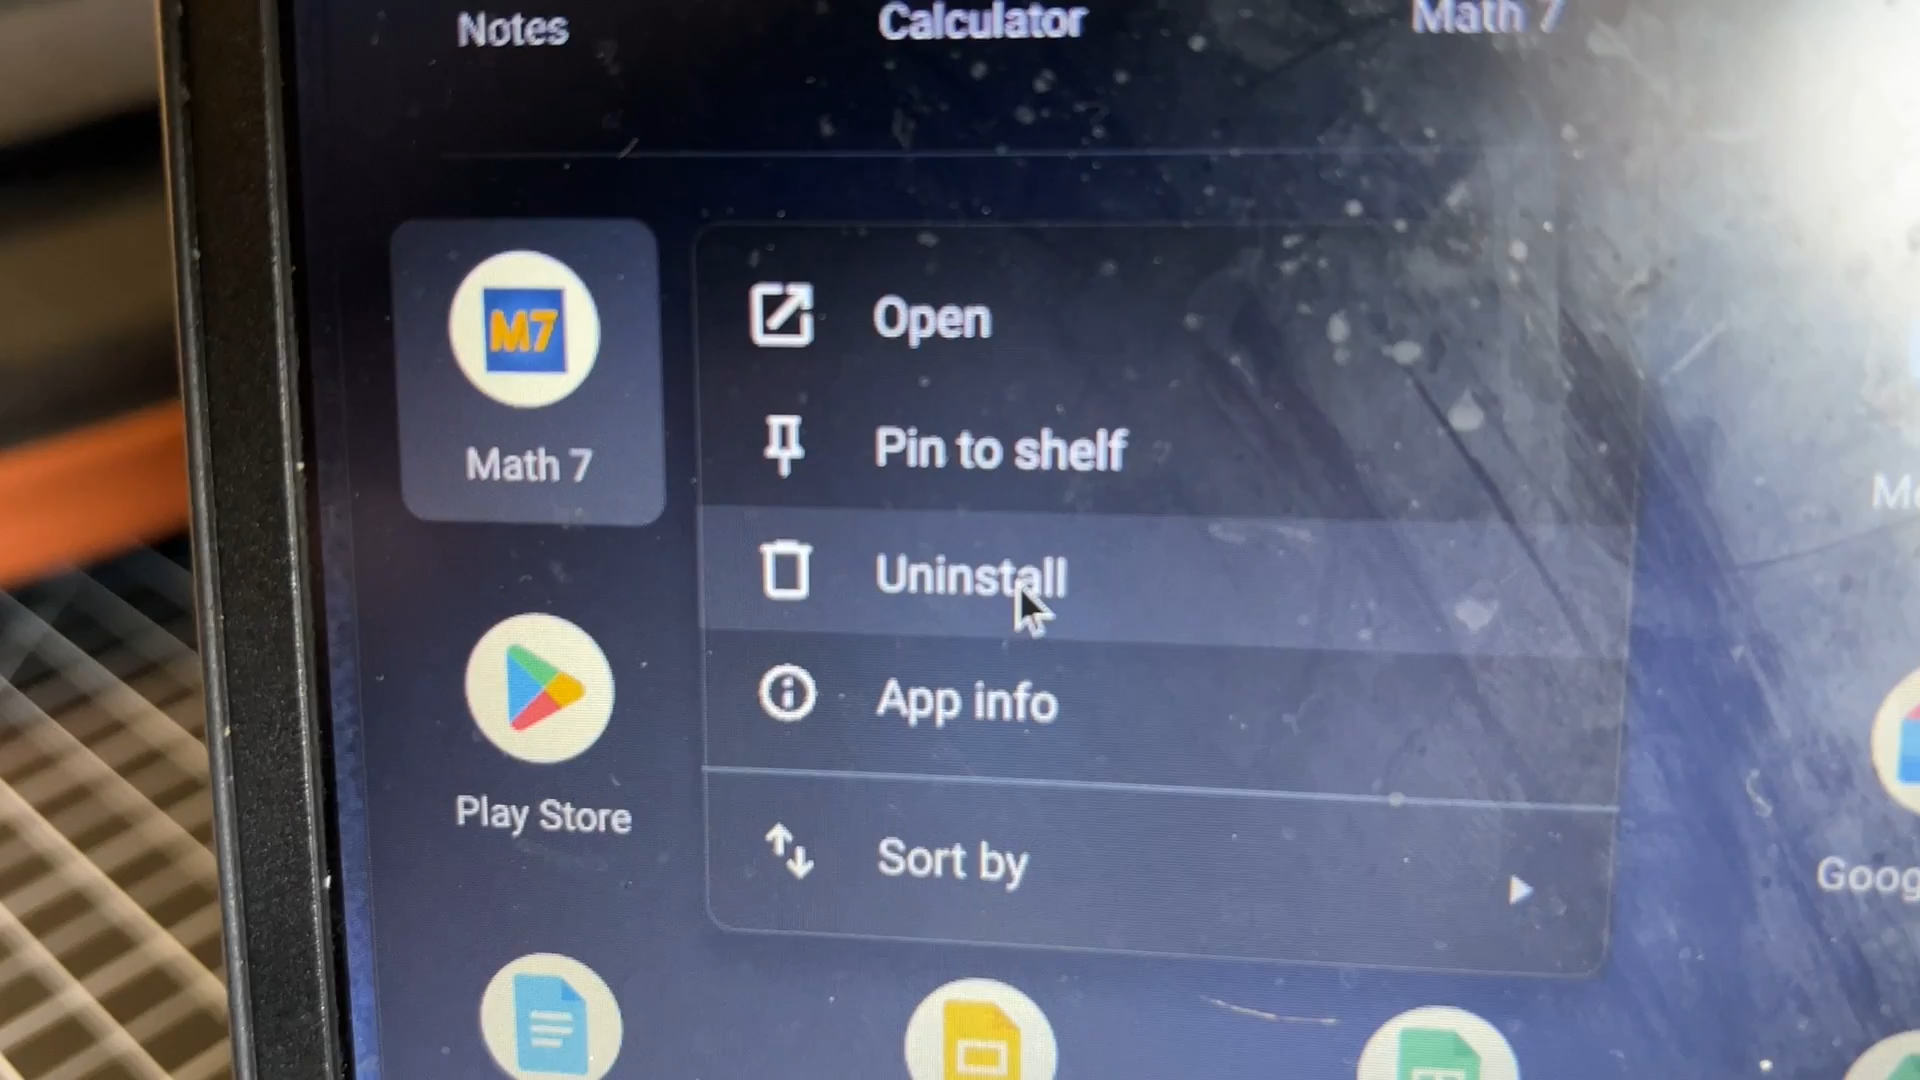 Notes
Calculator
Math 7
M7
Math 7
Open
Pin to shelf
Uninstall
App info
Sort by
Play Store
Goog